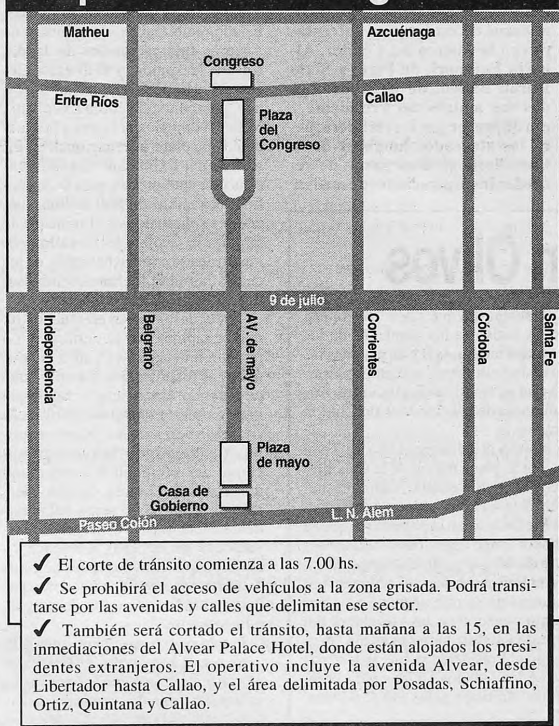 Matheu
Azcuénaga
Congreso
Entre Ríos
Callao
Plaza
del
Congreso
9 de julio
Independencia
Belgrano
AV. de mayo
Corrientes
Córdoba
Santa Fe
Plaza
de mayo
Casa de
Gobierno
Paseo Colón
L. N. Alem
✓ El corte de tránsito comienza a las 7.00 hs.
✓ Se prohibirá el acceso de vehículos a la zona grisada. Podrá transi-
tarse por las avenidas y calles que delimitan ese sector.
✓ También será cortado el tránsito, hasta mañana a las 15, en las
inmediaciones del Alvear Palace Hotel, donde están alojados los presi-
dentes extranjeros. El operativo incluye la avenida Alvear, desde
Libertador hasta Callao, y el área delimitada por Posadas, Schiaffino,
Ortiz, Quintana y Callao.